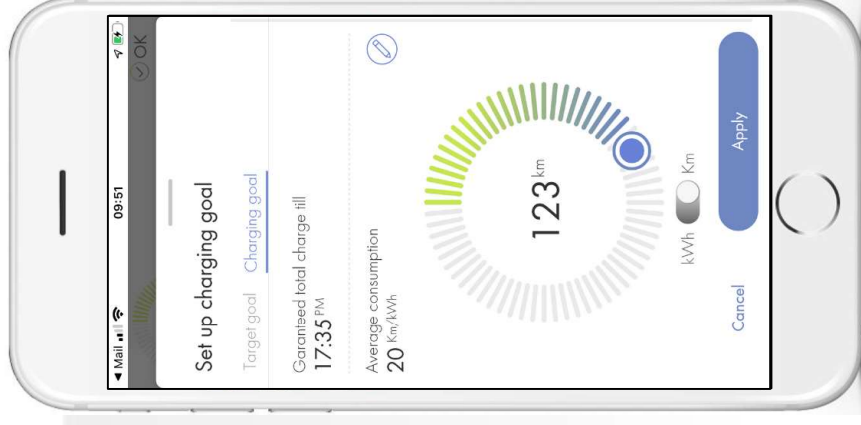 ◀ Mail 09:51
OK
Set up charging goal
Target goal Charging goal
Garanteed total charge till
17:35 PM
Average consumption
20 Km/kWh
123 km
kWh Km
Cancel Apply